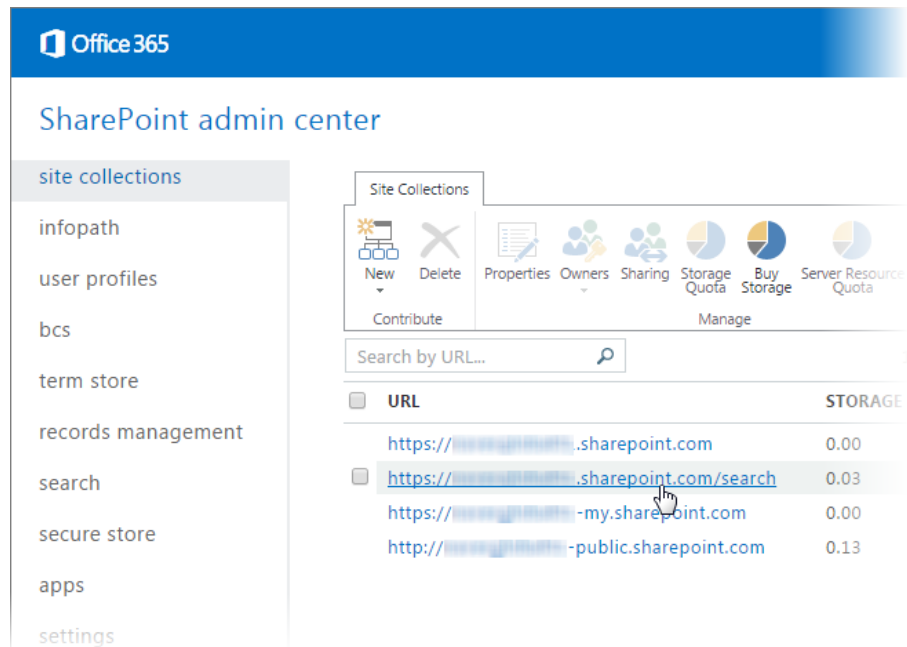 Office 365
SharePoint admin center
site collections
infopath
user profiles
bcs
term store
records management
search
secure store
apps
settings
Site Collections
New
Delete
Properties
Owners
Sharing
Storage Quota
Buy Storage
Server Resource Quota
Contribute
Manage
Search by URL...
URL
STORAGE
https:// .sharepoint.com
0.00
https:// .sharepoint.com/search
0.03
https:// -my.sharepoint.com
0.00
http:// -public.sharepoint.com
0.13